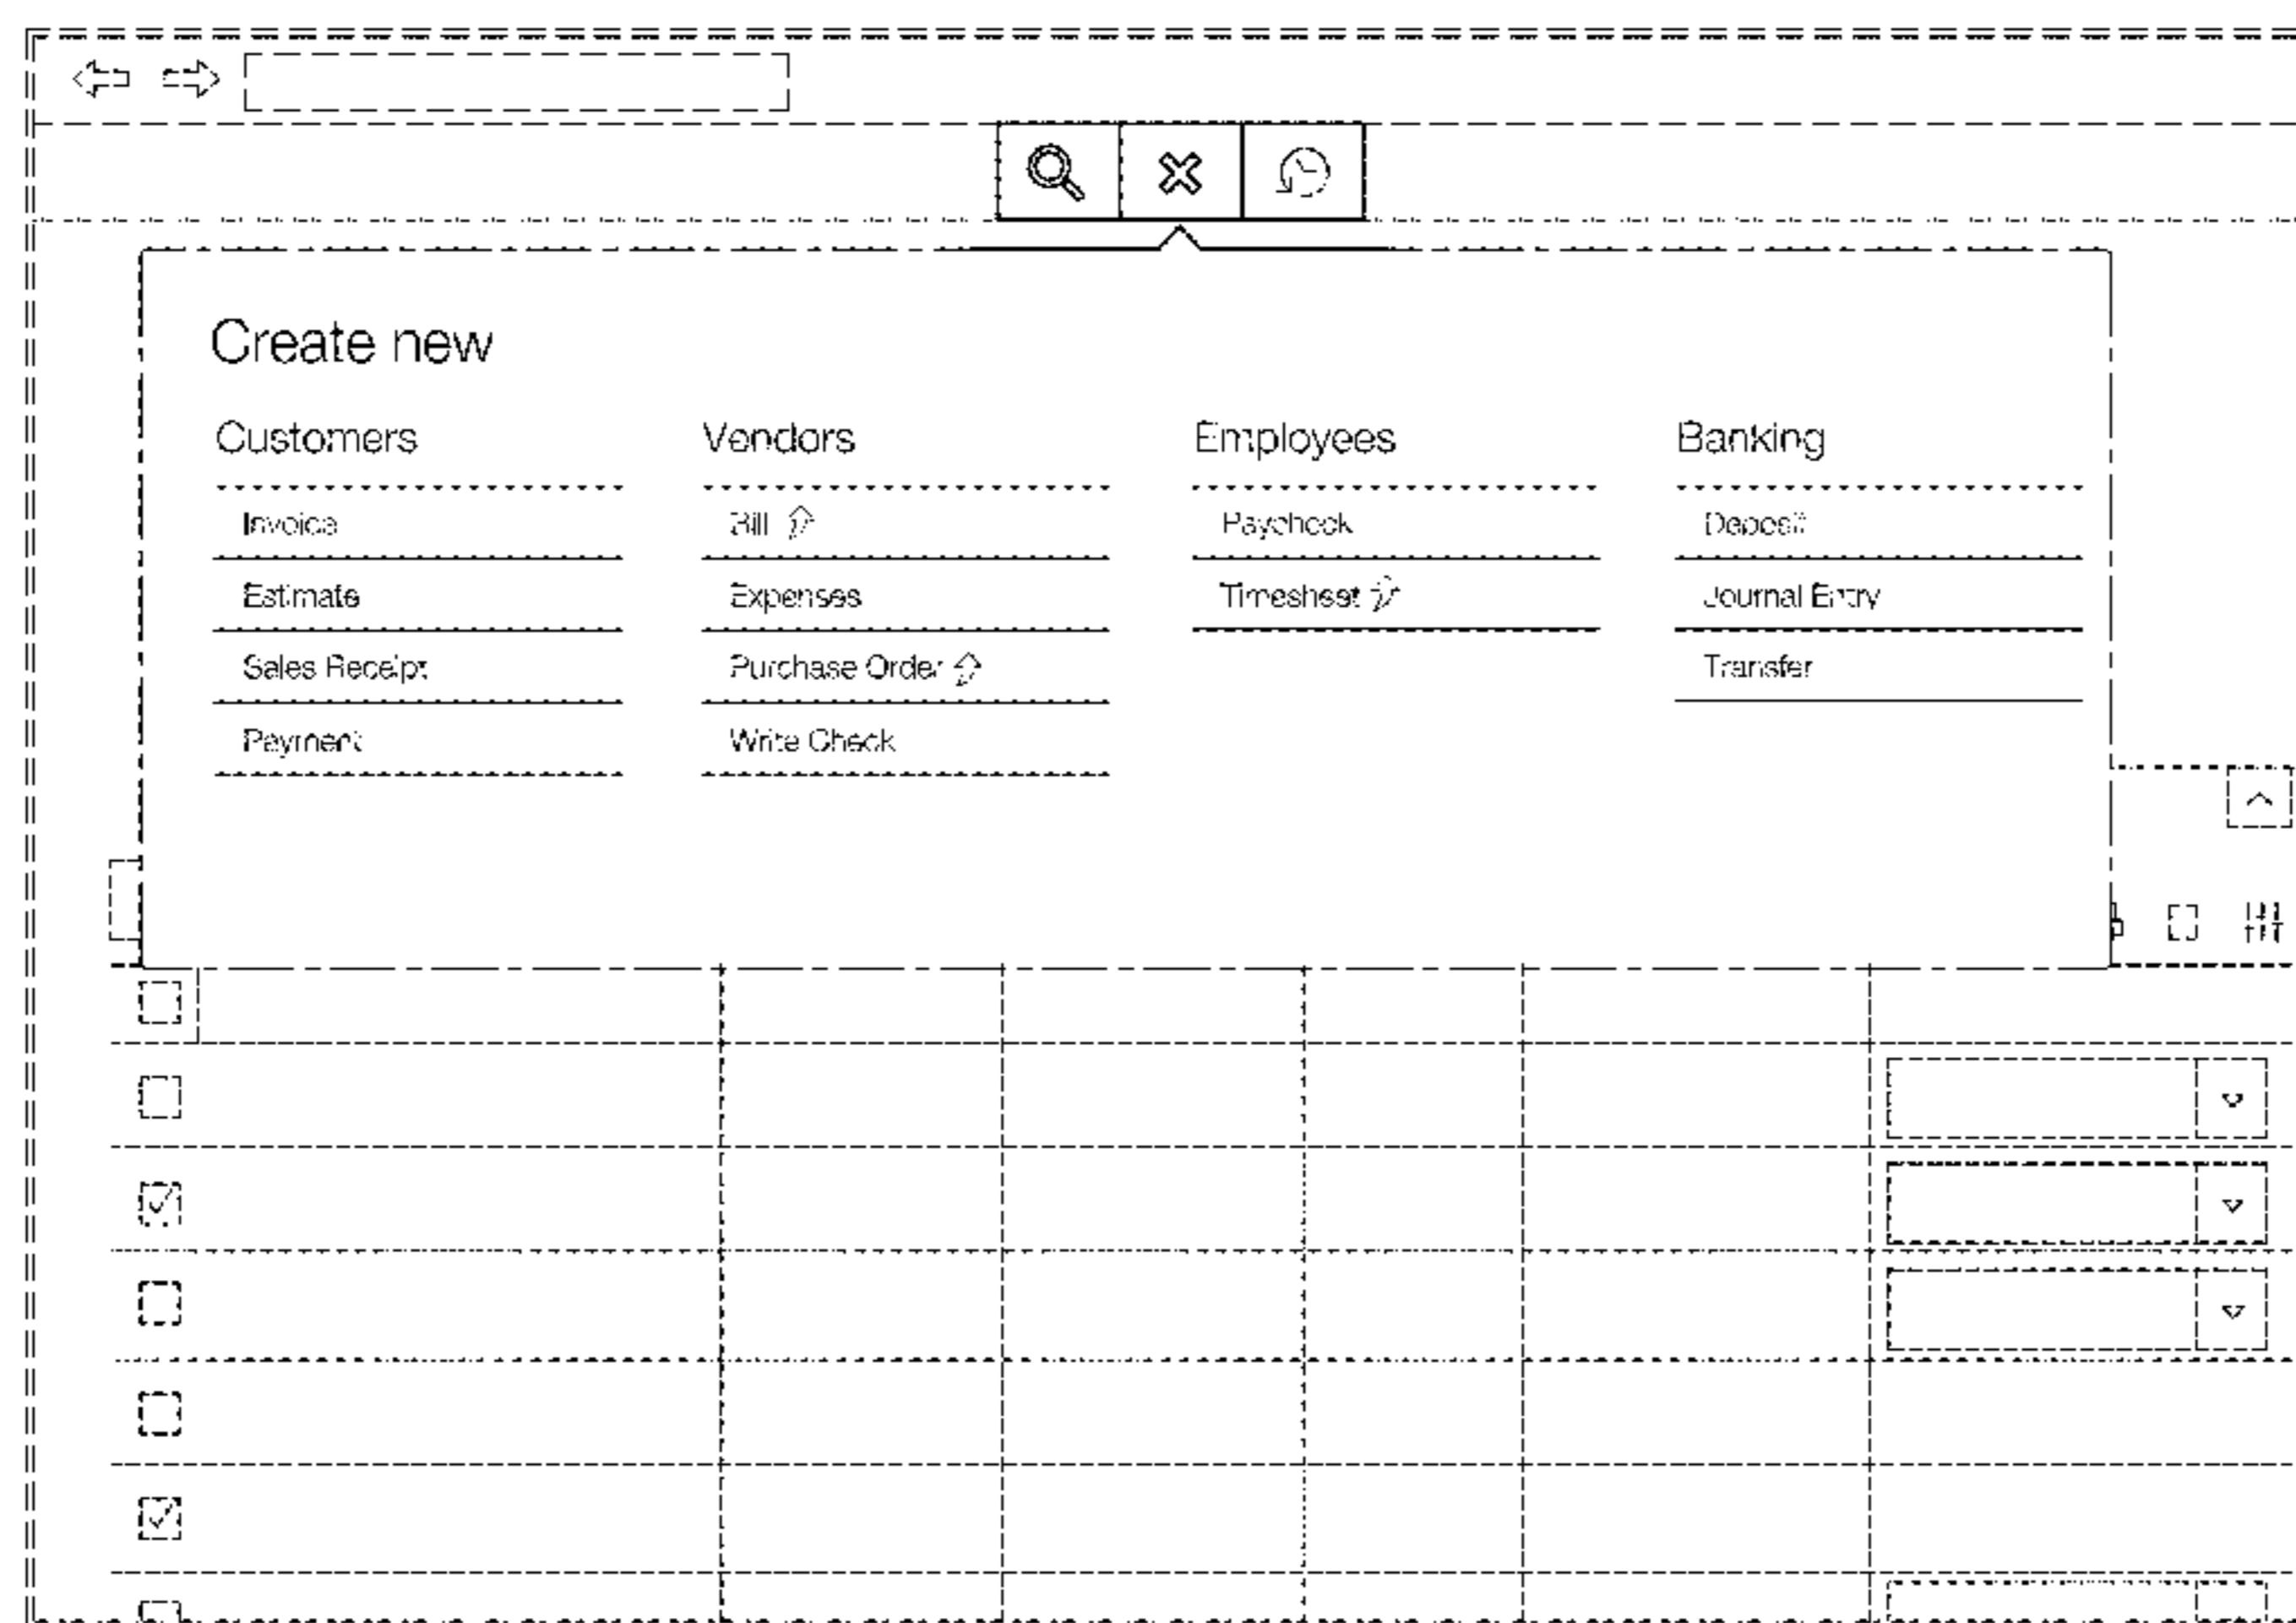 Create new
Customers
Invoice
Estimate
Sales Receipt
Payment
Vendors
Bill
Expenses
Purchase Order
Write Check
Employees
Paycheck
Timesheet
Banking
Deposit
Journal Entry
Transfer